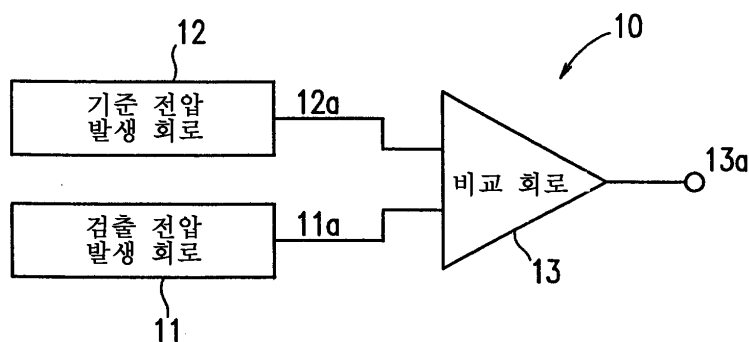 12
10
기준 전압
발생 회로
12a
비교 회로
13a
검출 전압
발생 회로
11a
13
11